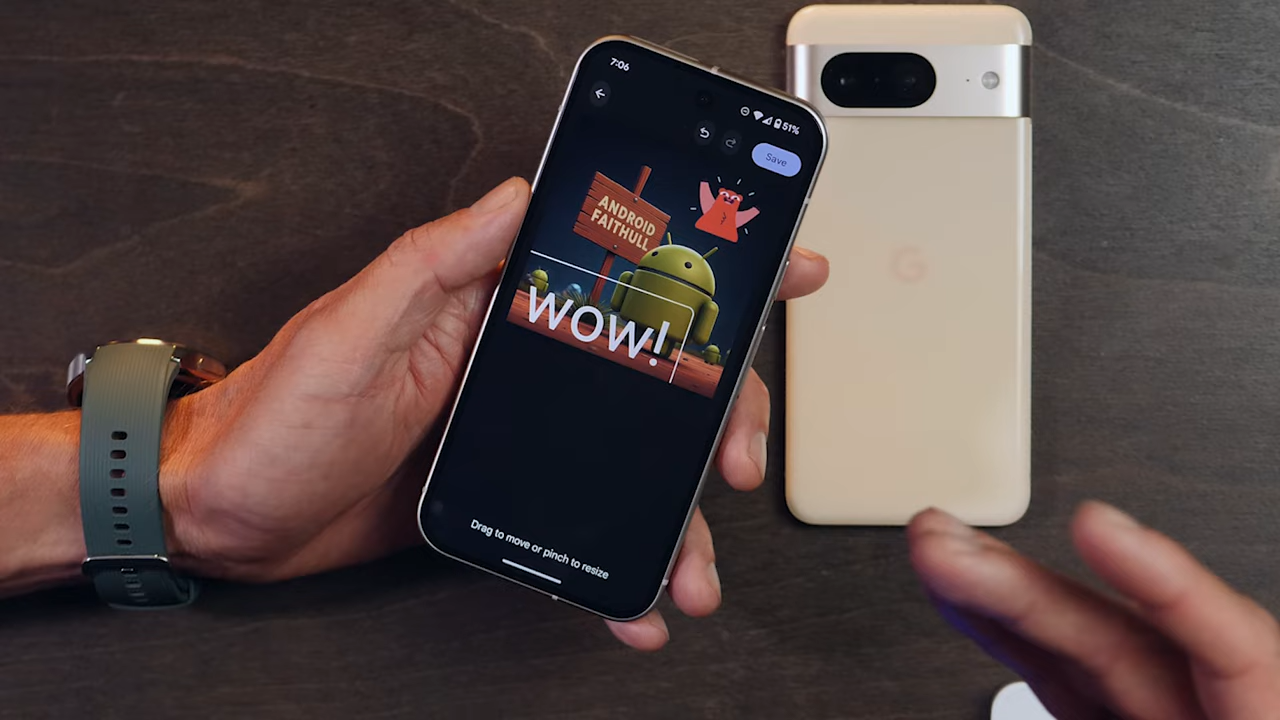 7:06
51%
Save
ANDROID
FAITHULL
WOW!
Drag to move or pinch to resize
G